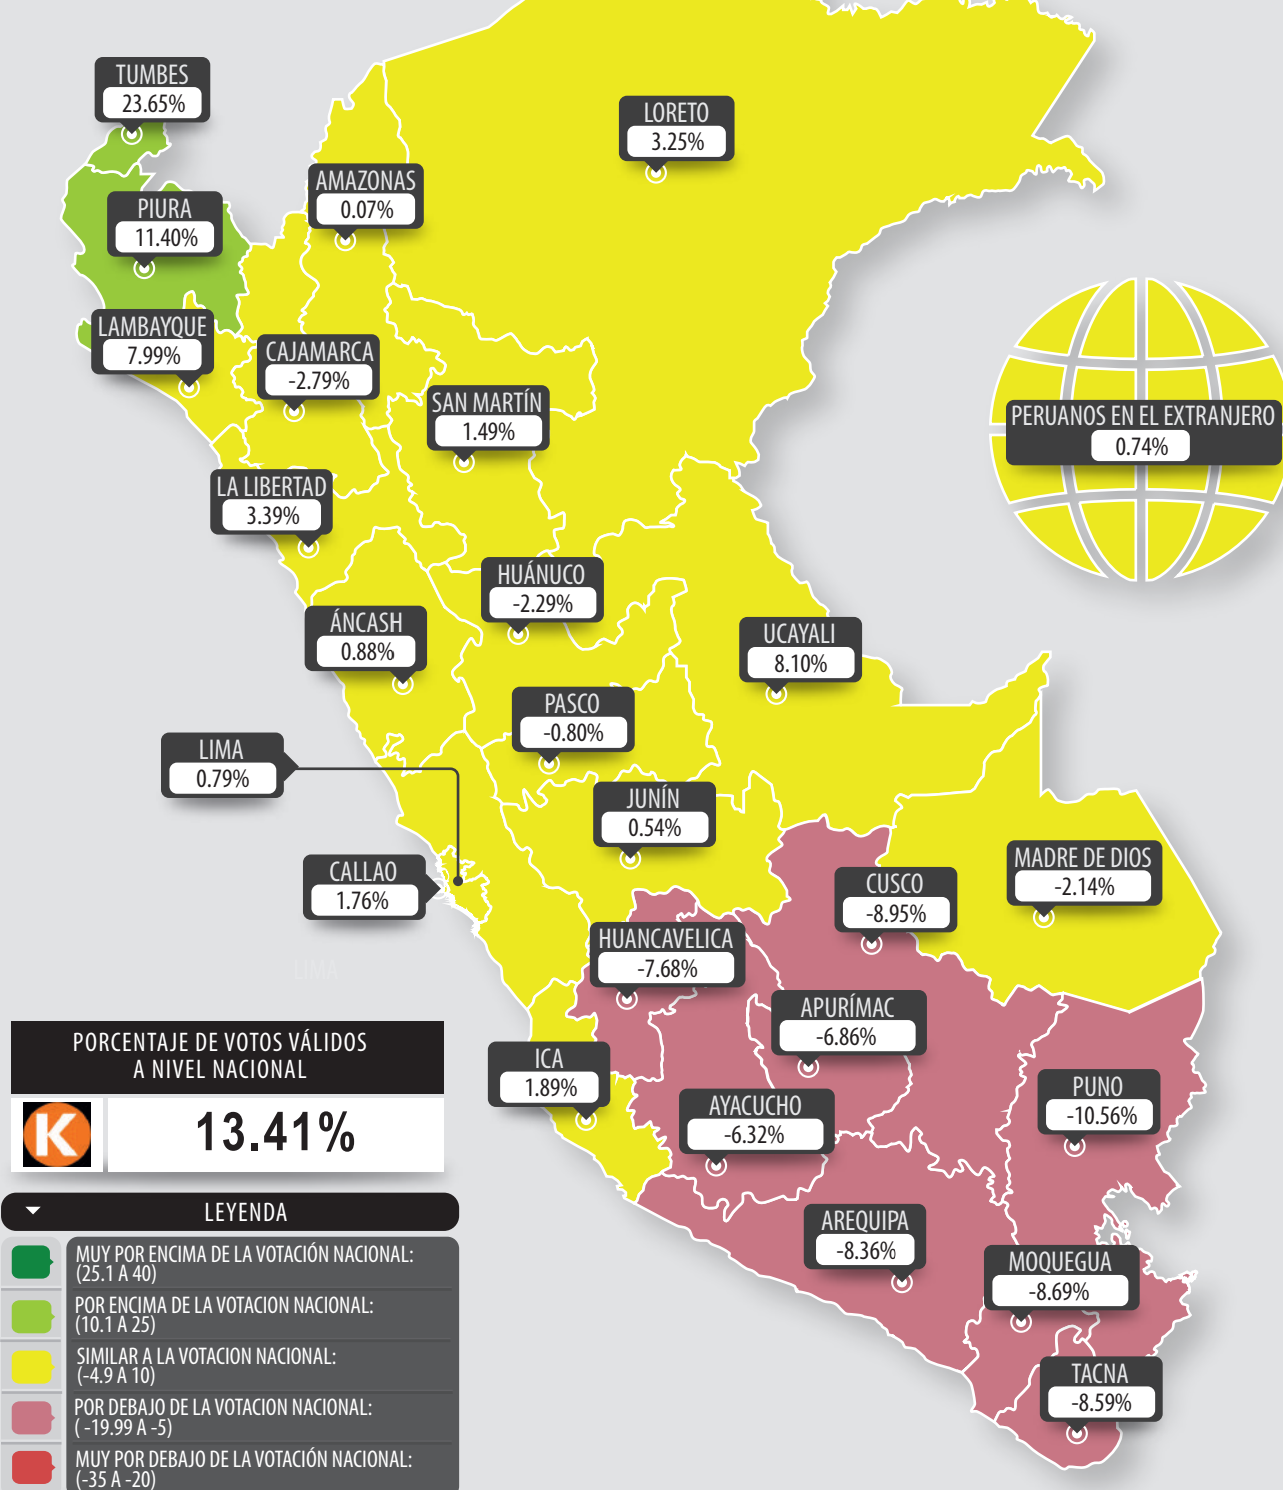 TUMBES
23.65%
LORETO
3.25%
AMAZONAS
0.07%
PIURA
11.40%
LAMBAYQUE
7.99%
CAJAMARCA
-2.79%
SAN MARTÍN
1.49%
PERUANOS EN EL EXTRANJERO
0.74%
LA LIBERTAD
3.39%
HUÁNUCO
-2.29%
ÁNCASH
0.88%
UCAYALI
8.10%
PASCO
-0.80%
LIMA
0.79%
JUNÍN
0.54%
CALLAO
1.76%
MADRE DE DIOS
-2.14%
CUSCO
-8.95%
HUANCAVELICA
-7.68%
LIMA
APURÍMAC
-6.86%
ICA
1.89%
AYACUCHO
-6.32%
PUNO
-10.56%
AREQUIPA
-8.36%
MOQUEGUA
-8.69%
TACNA
-8.59%
PORCENTAJE DE VOTOS VÁLIDOS
A NIVEL NACIONAL
K
13.41%
LEYENDA
MUY POR ENCIMA DE LA VOTACIÓN NACIONAL:
(25.1 A 40)
POR ENCIMA DE LA VOTACION NACIONAL:
(10.1 A 25)
SIMILAR A LA VOTACION NACIONAL:
(-4.9 A 10)
POR DEBAJO DE LA VOTACION NACIONAL:
( -19.99 A -5)
MUY POR DEBAJO DE LA VOTACIÓN NACIONAL:
(-35 A -20)